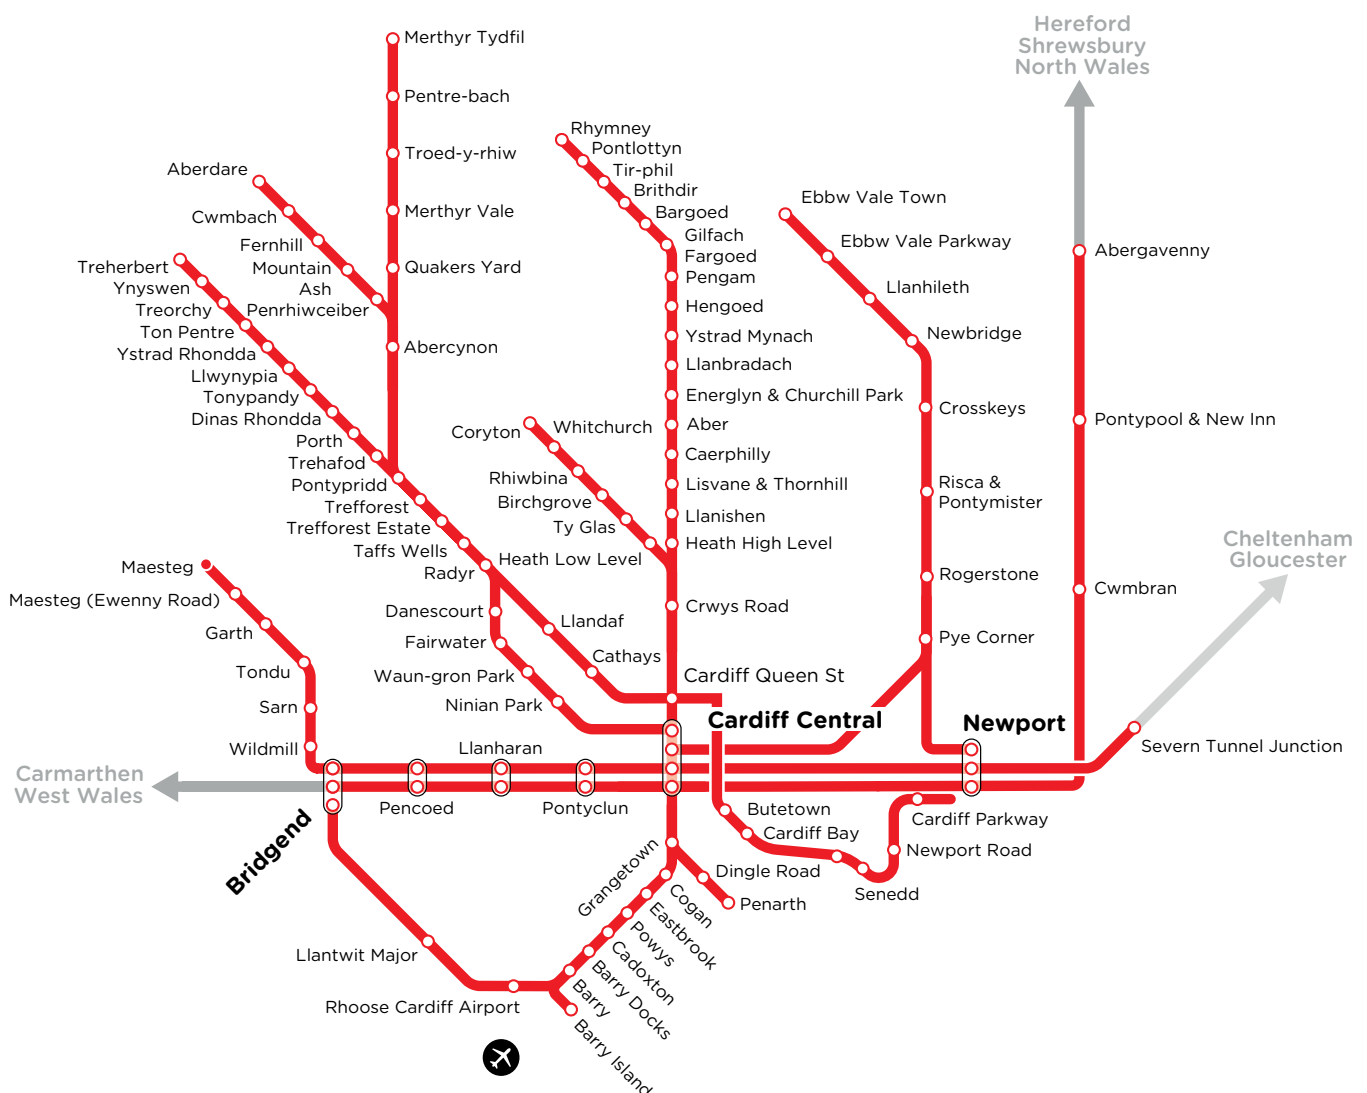 Hereford
Shrewsbury
North Wales
Merthyr Tydfil
Pentre-bach
Troed-y-rhiw
Merthyr Vale
Quakers Yard
Abercynon
Aberdare
Cwmbach
Fernhill
Mountain
Ash
Penrhiwceiber
Treherbert
Ynyswen
Treorchy
Ton Pentre
Ystrad Rhondda
Llwynypia
Tonypandy
Dinas Rhondda
Porth
Trehafod
Pontypridd
Trefforest
Trefforest Estate
Taffs Wells
Radyr
Danescourt
Fairwater
Waun-gron Park
Ninian Park
Llandaf
Cathays
Rhymney
Pontlottyn
Tir-phil
Brithdir
Bargoed
Gilfach
Fargoed
Pengam
Hengoed
Ystrad Mynach
Llanbradach
Energlyn & Churchill Park
Aber
Caerphilly
Lisvane & Thornhill
Llanishen
Heath High Level
Crwys Road
Cardiff Queen St
Coryton
Whitchurch
Rhiwbina
Birchgrove
Ty Glas
Heath Low Level
Ebbw Vale Town
Ebbw Vale Parkway
Llanhileth
Newbridge
Crosskeys
Risca &
Pontymister
Rogerstone
Pye Corner
Abergavenny
Pontypool & New Inn
Cwmbran
Cheltenham
Gloucester
Severn Tunnel Junction
Maesteg
Maesteg (Ewenny Road)
Garth
Tondu
Sarn
Wildmill
Carmarthen
West Wales
Bridgend
Pencoed
Llanharan
Pontyclun
Cardiff Central
Newport
Butetown
Cardiff Bay
Senedd
Newport Road
Cardiff Parkway
Grangetown
Dingle Road
Penarth
Cogan
Eastbrook
Powys
Cadoxton
Barry Docks
Barry
Barry Island
Rhoose Cardiff Airport
Llantwit Major